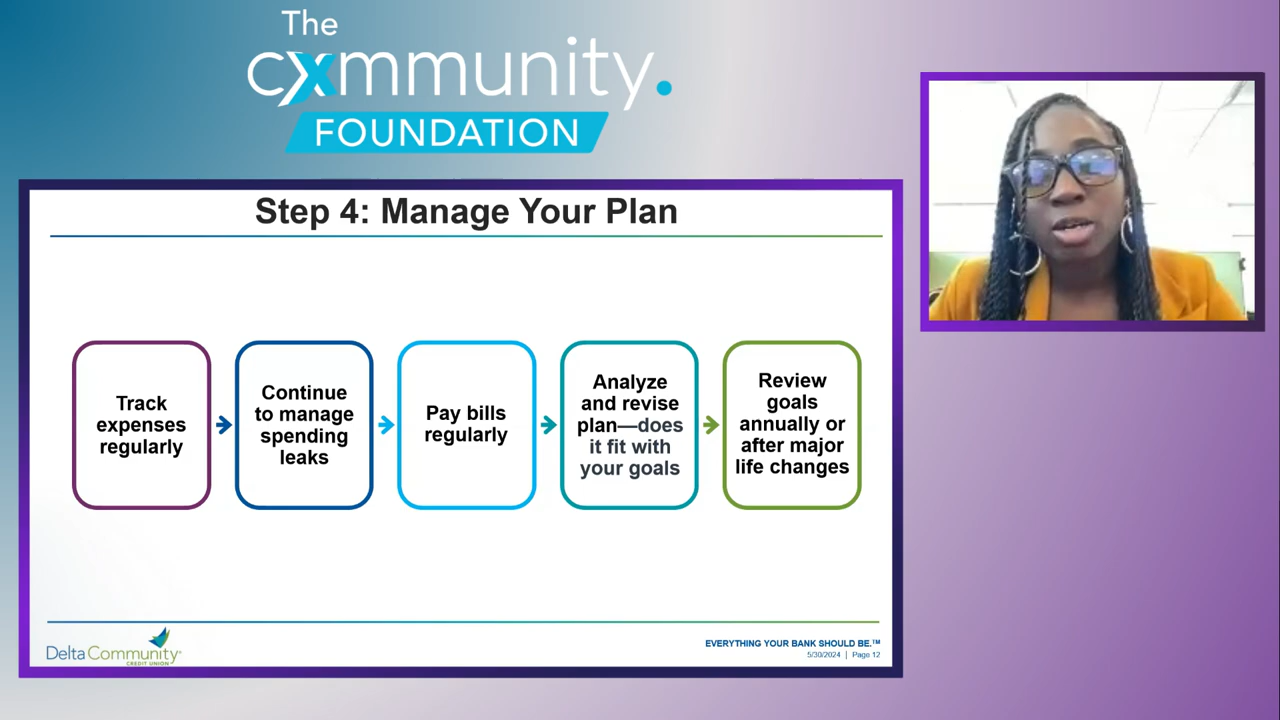 The
cxmmunity.
FOUNDATION
Step 4: Manage Your Plan
Track
expenses
regularly
Continue
to manage
spending
leaks
Pay bills
regularly
Analyze
and revise
plan—does
it fit with
your goals
Review
goals
annually or
after major
life changes
Delta Community
CREDIT UNION
EVERYTHING YOUR BANK SHOULD BE.™
5/30/2024 | Page 12